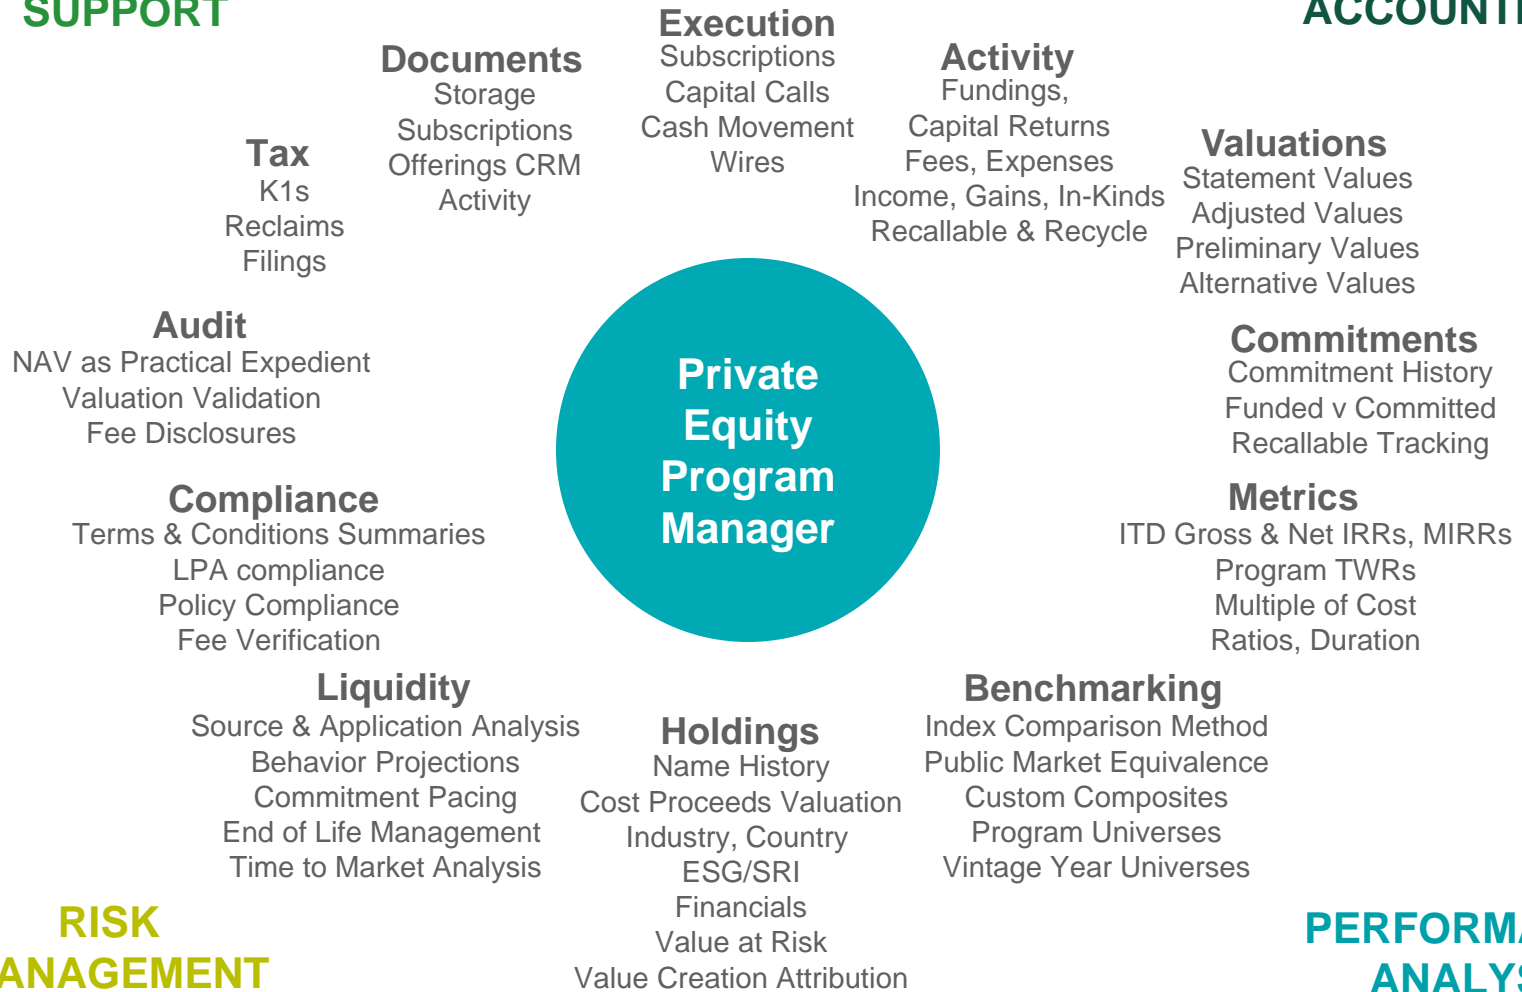 SUPPORT
ACCOUNTI
Execution
Subscriptions
Capital Calls
Cash Movement
Wires
Documents
Storage
Subscriptions
Offerings CRM
Activity
Activity
Fundings,
Capital Returns
Fees, Expenses
Income, Gains, In-Kinds
Recallable & Recycle
Tax
K1s
Reclaims
Filings
Valuations
Statement Values
Adjusted Values
Preliminary Values
Alternative Values
Audit
NAV as Practical Expedient
Valuation Validation
Fee Disclosures
Private
Equity
Program
Manager
Commitments
Commitment History
Funded v Committed
Recallable Tracking
Compliance
Terms & Conditions Summaries
LPA compliance
Policy Compliance
Fee Verification
Metrics
ITD Gross & Net IRRs, MIRRs
Program TWRs
Multiple of Cost
Ratios, Duration
Liquidity
Source & Application Analysis
Behavior Projections
Commitment Pacing
End of Life Management
Time to Market Analysis
Holdings
Name History
Cost Proceeds Valuation
Industry, Country
ESG/SRI
Financials
Value at Risk
Value Creation Attribution
Benchmarking
Index Comparison Method
Public Market Equivalence
Custom Composites
Program Universes
Vintage Year Universes
RISK
ANAGEMENT
PERFORMA
ANALYS